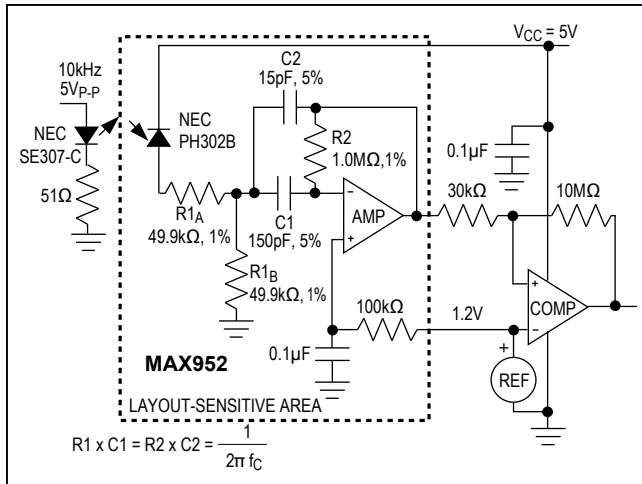 VCC = 5V
10kHz
5VP-P
NEC
SE307-C
51Ω
NEC
PH302B
C2
15pF, 5%
R2
1.0MΩ,1%
0.1µF
R1A
49.9kΩ, 1%
C1
150pF, 5%
−
+
AMP
30kΩ
10MΩ
R1B
49.9kΩ, 1%
100kΩ
1.2V
+
−
COMP
0.1µF
+
REF
MAX952
LAYOUT-SENSITIVE AREA
R1 x C1 = R2 x C2 = 1
2π fC